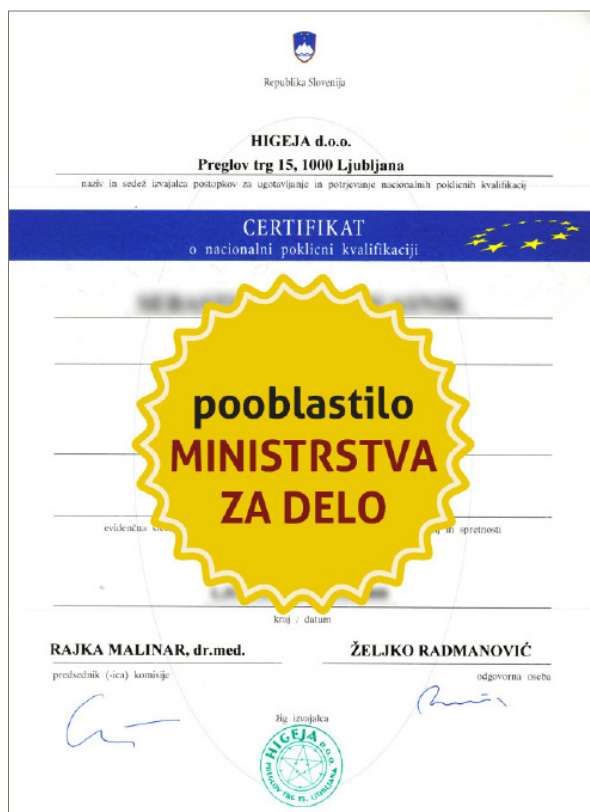 Republika Slovenija
HIGEJA d.o.o.
Preglov trg 15, 1000 Ljubljana
naziv in sedež izvajalca postopkov za ugotavljanje in potrjevanje nacionalnih poklicnih kvalifikacij
CERTIFIKAT
o nacionalni poklicni kvalifikaciji
pooblastilo
MINISTRSTVA
ZA DELO
evidenčna in spretnosti
kraj / datum
RAJKA MALINAR, dr.med.
ŽELJKO RADMANOVIĆ
predsednik (-ica) komisije
odgovorna oseba
žig izvajalca
HIGEJA d.o.o.
PREGLOV TRG 15, LJUBLJANA